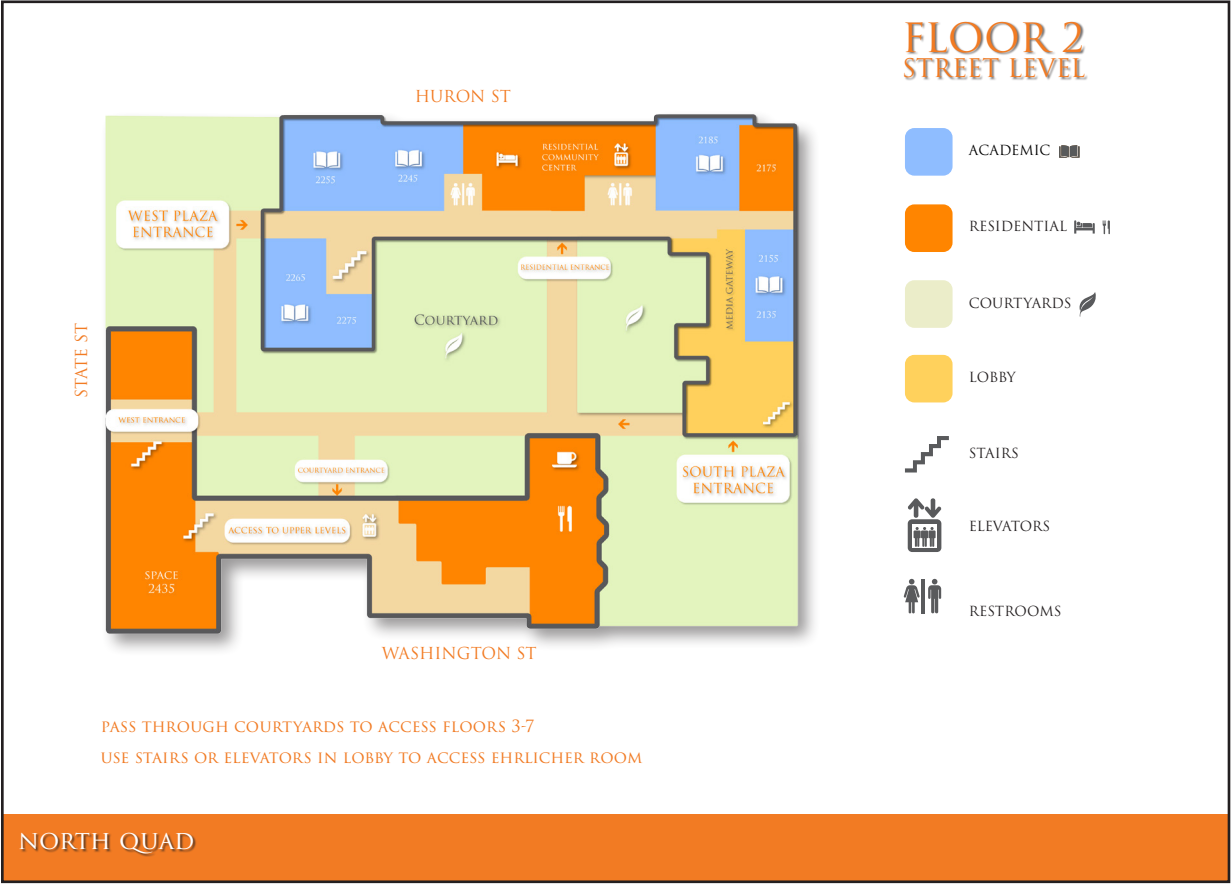 FLOOR 2
STREET LEVEL
HURON ST
ACADEMIC
RESIDENTIAL
COURTYARDS
LOBBY
STAIRS
ELEVATORS
RESTROOMS
2255
2245
RESIDENTIAL
COMMUNITY
CENTER
2185
2175
WEST PLAZA
ENTRANCE
RESIDENTIAL ENTRANCE
2265
2275
COURTYARD
MEDIA GATEWAY
2155
2135
STATE ST
WEST ENTRANCE
COURTYARD ENTRANCE
SOUTH PLAZA
ENTRANCE
ACCESS TO UPPER LEVELS
SPACE
2435
WASHINGTON ST
PASS THROUGH COURTYARDS TO ACCESS FLOORS 3-7
USE STAIRS OR ELEVATORS IN LOBBY TO ACCESS EHRLICHER ROOM
NORTH QUAD